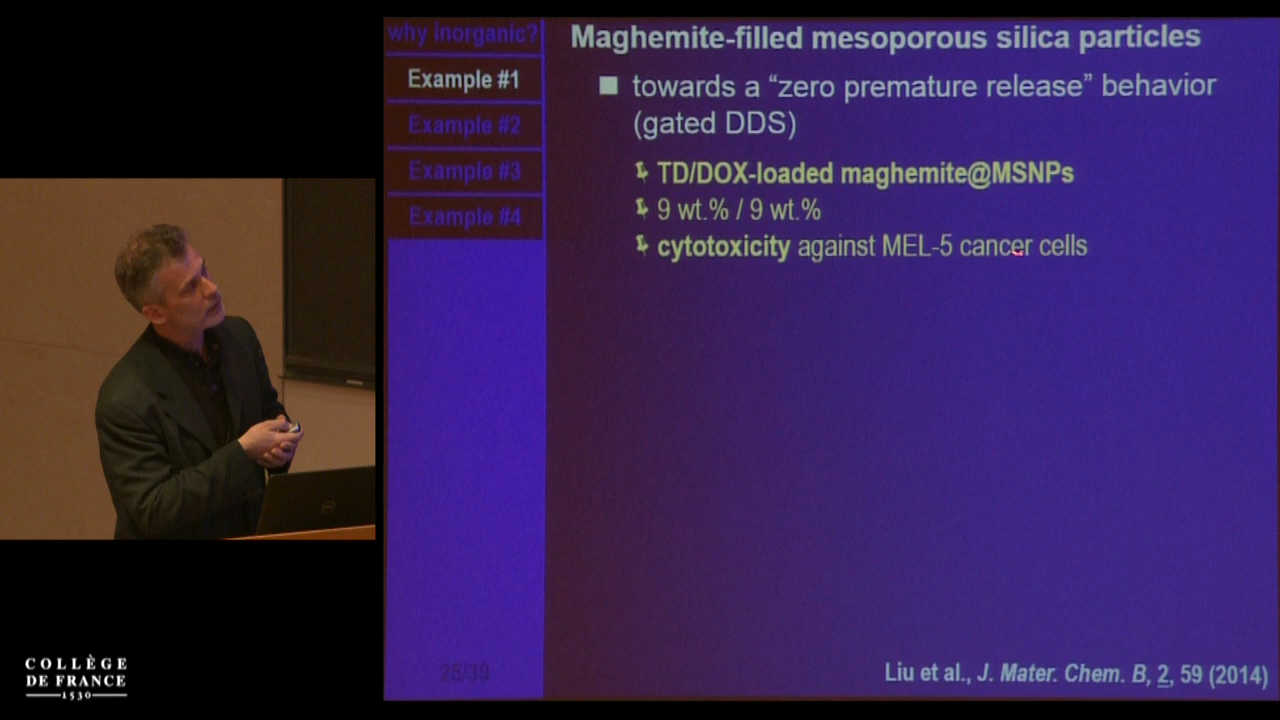 why inorganic?
Example #1
Example #2
Example #3
Example #4
25/39
Maghemite-filled mesoporous silica particles
towards a “zero premature release” behavior
(gated DDS)
TD/DOX-loaded maghemite@MSNPs
9 wt.% / 9 wt.%
cytotoxicity against MEL-5 cancer cells
Liu et al., J. Mater. Chem. B, 2, 59 (2014)
COLLÈGE
DE FRANCE
1530